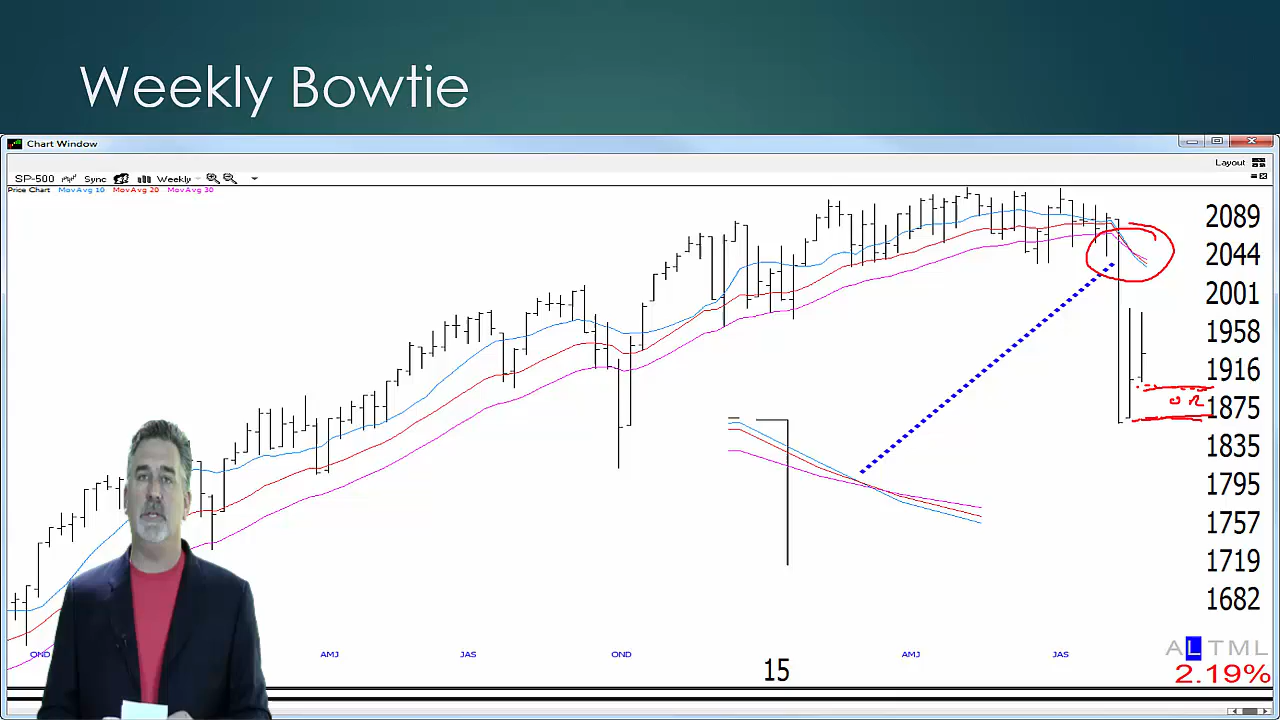 Weekly Bowtie
Chart Window
Layout
SP-500 Sync Weekly
Price Chart MovAvg 10 MovAvg 20 MovAvg 30
2089
2044
2001
1958
1916
1875
1835
1795
1757
1719
1682
OR
OND AMJ JAS OND 15 AMJ JAS
ALTML
2.19%